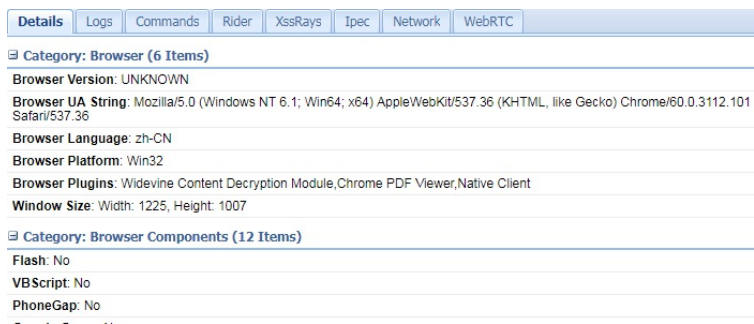 Details Logs Commands Rider XssRays Ipec Network WebRTC
Category: Browser (6 Items)
Browser Version: UNKNOWN
Browser UA String: Mozilla/5.0 (Windows NT 6.1; Win64; x64) AppleWebKit/537.36 (KHTML, like Gecko) Chrome/60.0.3112.101
Safari/537.36
Browser Language: zh-CN
Browser Platform: Win32
Browser Plugins: Widevine Content Decryption Module,Chrome PDF Viewer,Native Client
Window Size: Width: 1225, Height: 1007
Category: Browser Components (12 Items)
Flash: No
VBScript: No
PhoneGap: No